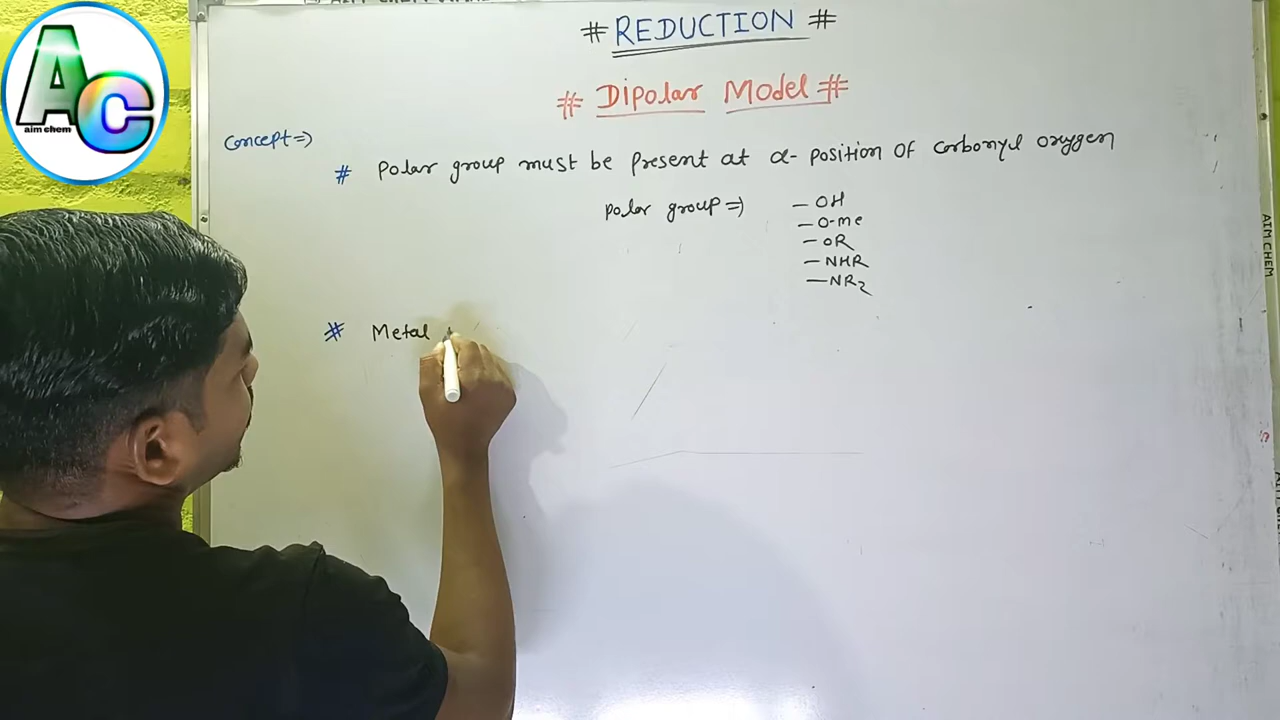 AC
aim chem
# REDUCTION #
# Dipolar Model #
Concept ⇒
# Polar group must be present at α- position of carbonyl oxygen
Polar group ⇒ – OH
– O-me
– OR
– NHR
– NR₂
# Metal
AIM CHEM